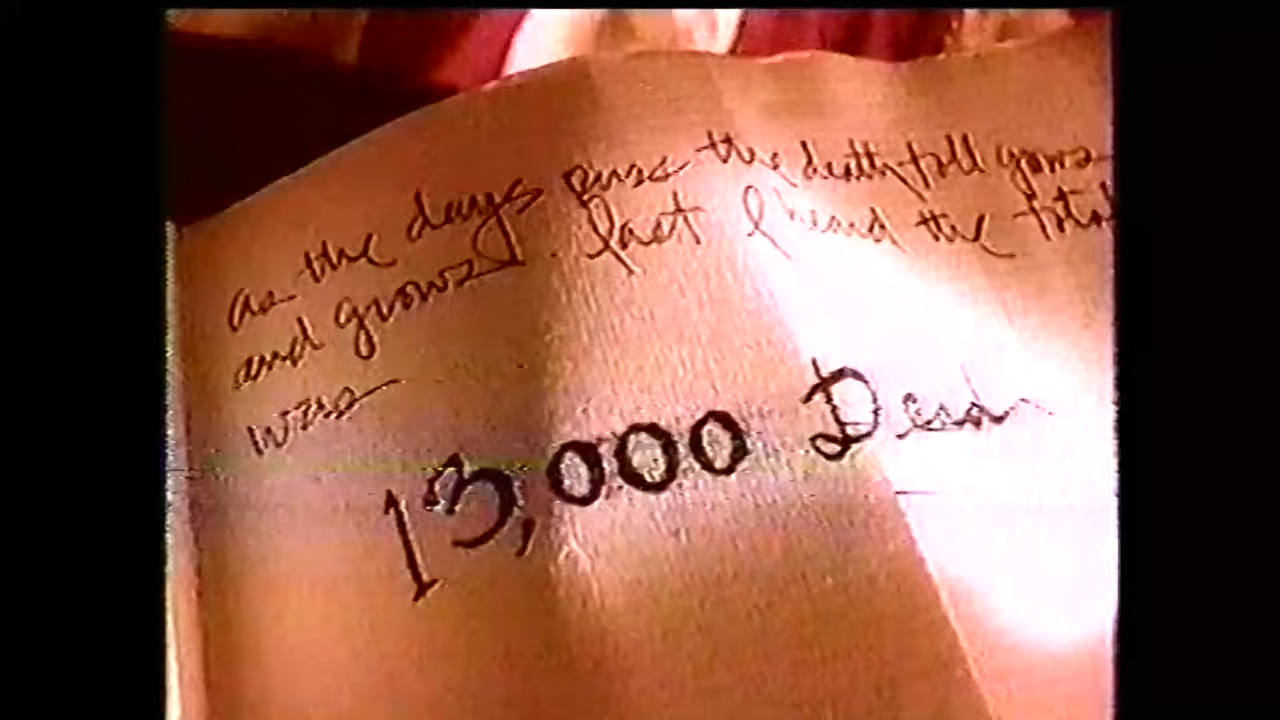 as the days pass the death toll grows
and grows. last I heard the total
was
13,000 Dead